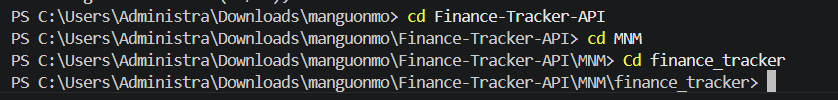 PS C:\Users\Administra\Downloads\manguonmo> cd Finance-Tracker-API
PS C:\Users\Administra\Downloads\manguonmo\Finance-Tracker-API> cd MNM
PS C:\Users\Administra\Downloads\manguonmo\Finance-Tracker-API\MNM> Cd finance_tracker
PS C:\Users\Administra\Downloads\manguonmo\Finance-Tracker-API\MNM\finance_tracker>